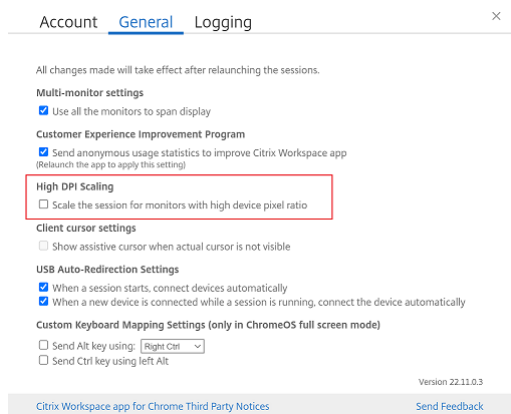 Account General Logging
All changes made will take effect after relaunching the sessions.
Multi-monitor settings
Use all the monitors to span display
Customer Experience Improvement Program
Send anonymous usage statistics to improve Citrix Workspace app
(Relaunch the app to apply this setting)
High DPI Scaling
Scale the session for monitors with high device pixel ratio
Client cursor settings
Show assistive cursor when actual cursor is not visible
USB Auto-Redirection Settings
When a session starts, connect devices automatically
When a new device is connected while a session is running, connect the device automatically
Custom Keyboard Mapping Settings (only in ChromeOS full screen mode)
Send Alt key using: Right Ctrl
Send Ctrl key using left Alt
Version 22.11.0.3
Citrix Workspace app for Chrome Third Party Notices Send Feedback